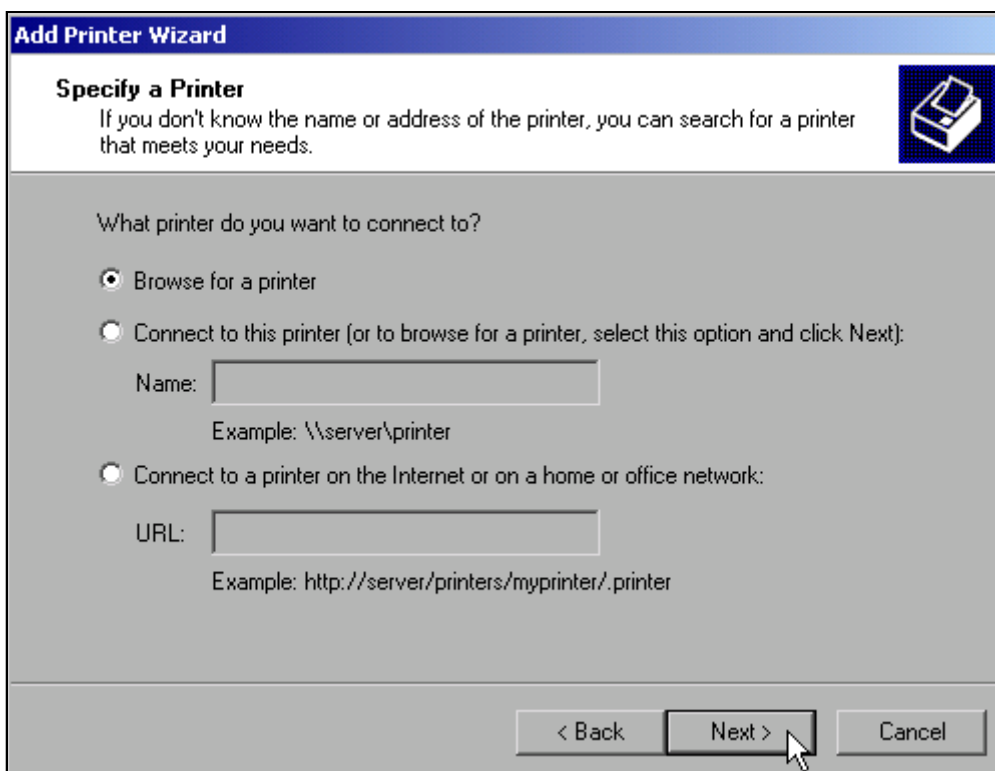 Add Printer Wizard
Specify a Printer
If you don't know the name or address of the printer, you can search for a printer
that meets your needs.
What printer do you want to connect to?
Browse for a printer
Connect to this printer (or to browse for a printer, select this option and click Next):
Name:
Example: \\server\printer
Connect to a printer on the Internet or on a home or office network:
URL:
Example: http://server/printers/myprinter/.printer
< Back
Next >
Cancel